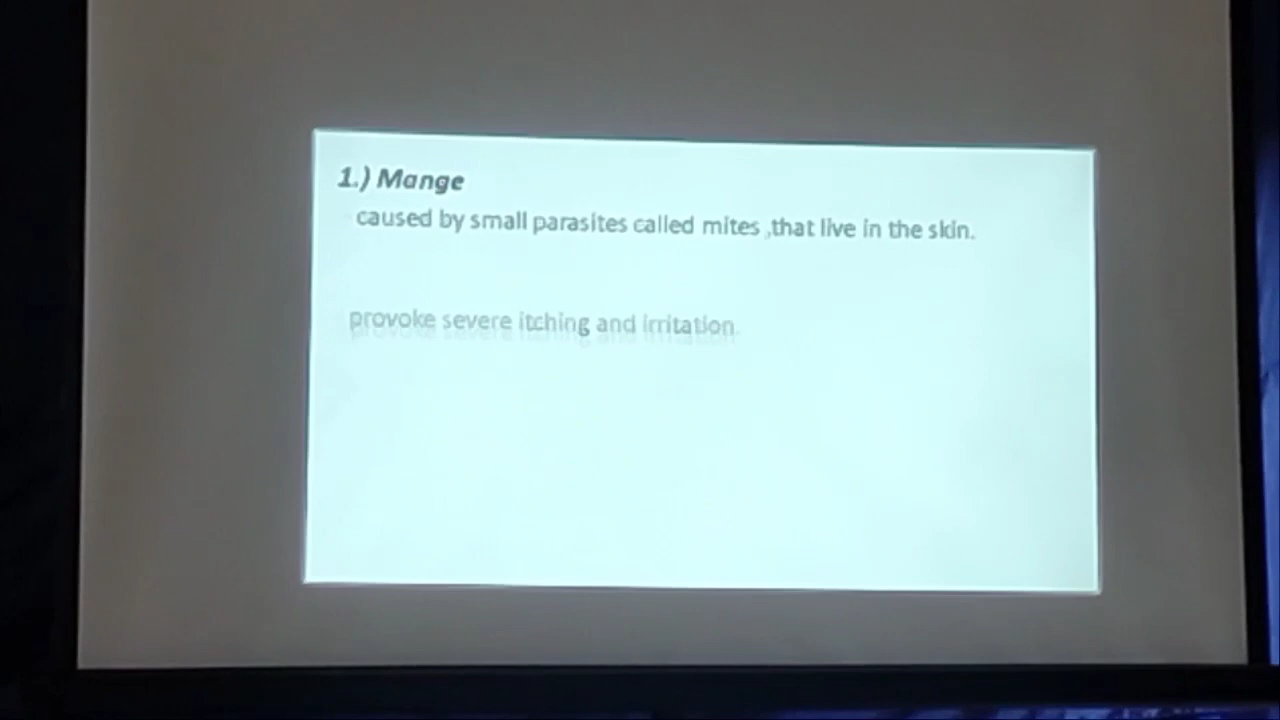 1.) Mange
caused by small parasites called mites ,that live in the skin.
provoke severe itching and irritation.